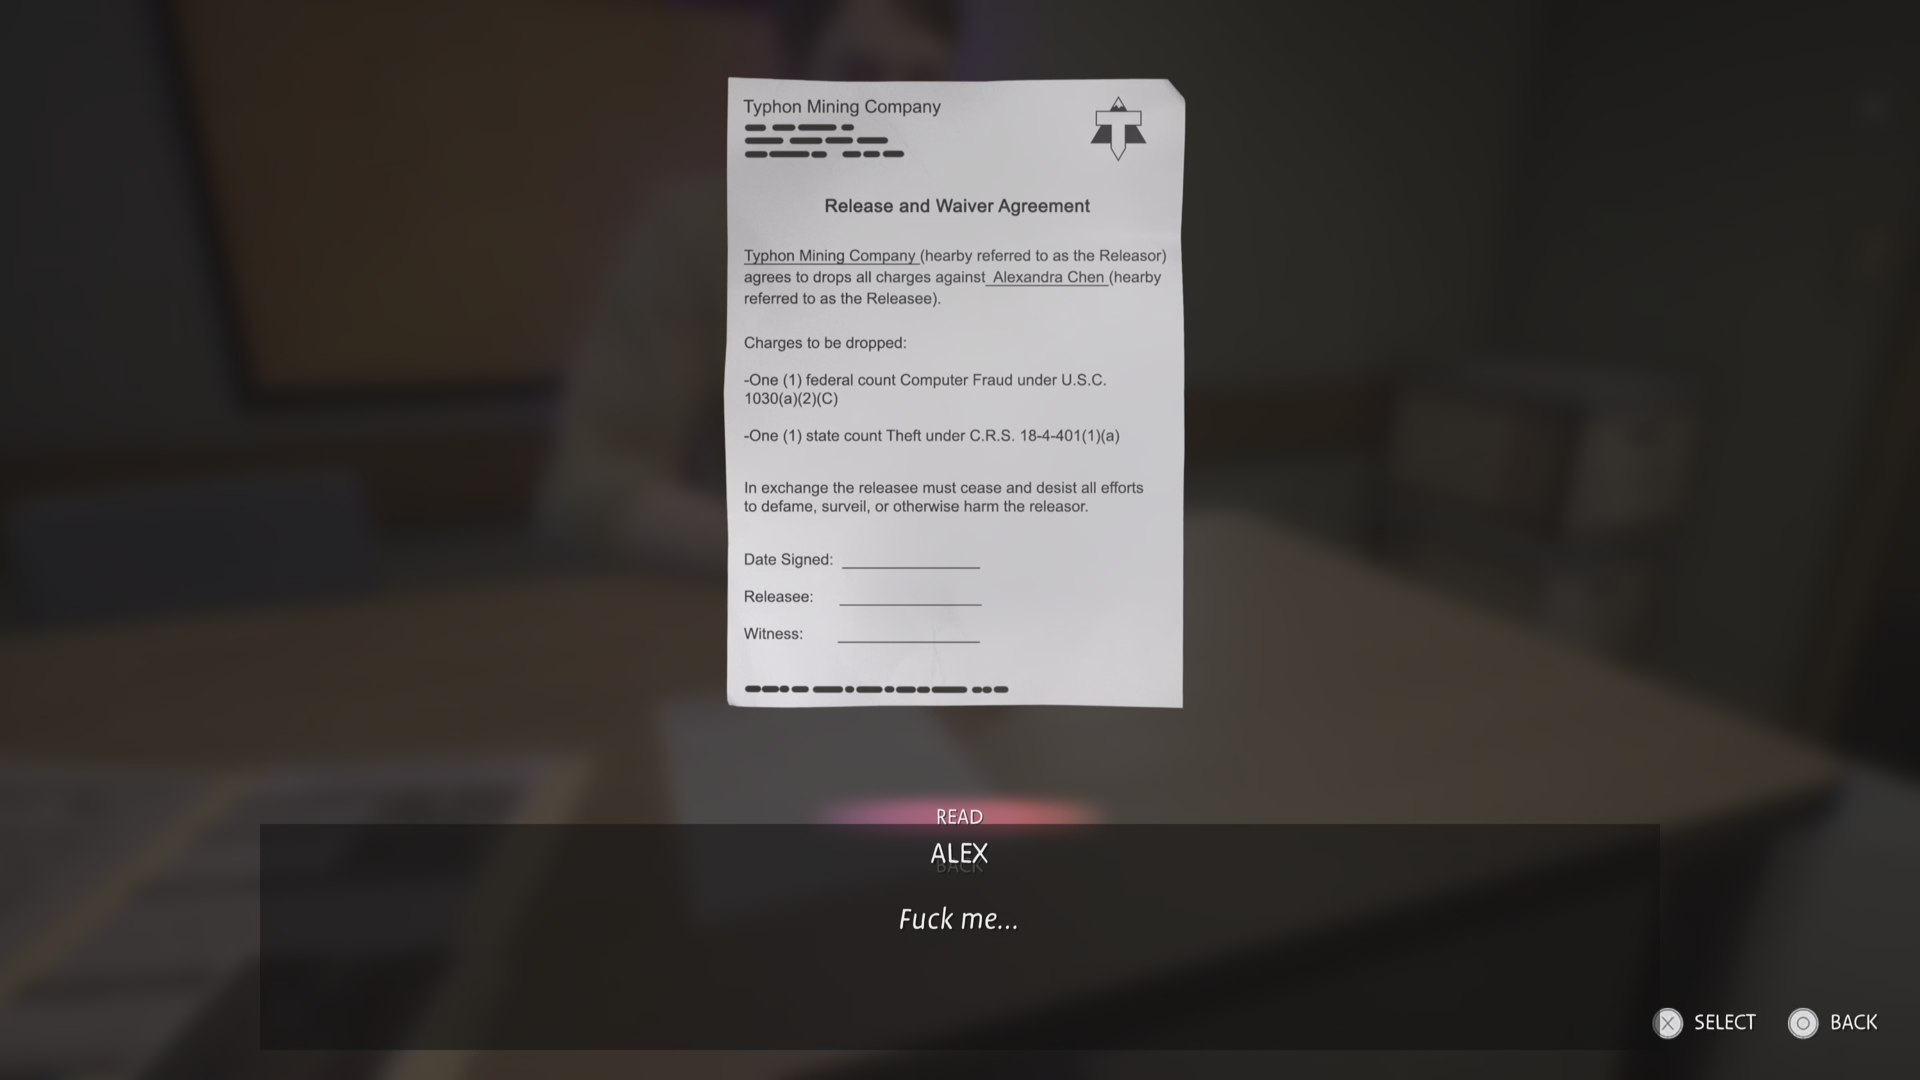 Typhon Mining Company
Release and Waiver Agreement
Typhon Mining Company (hearby referred to as the Releasor)
agrees to drops all charges against Alexandra Chen (hearby
referred to as the Releasee).
Charges to be dropped:
-One (1) federal count Computer Fraud under U.S.C.
1030(a)(2)(C)
-One (1) state count Theft under C.R.S. 18-4-401(1)(a)
In exchange the releasee must cease and desist all efforts
to defame, surveil, or otherwise harm the releasor.
Date Signed:
Releasee:
Witness:
READ
ALEX
BACK
Fuck me...
SELECT
BACK